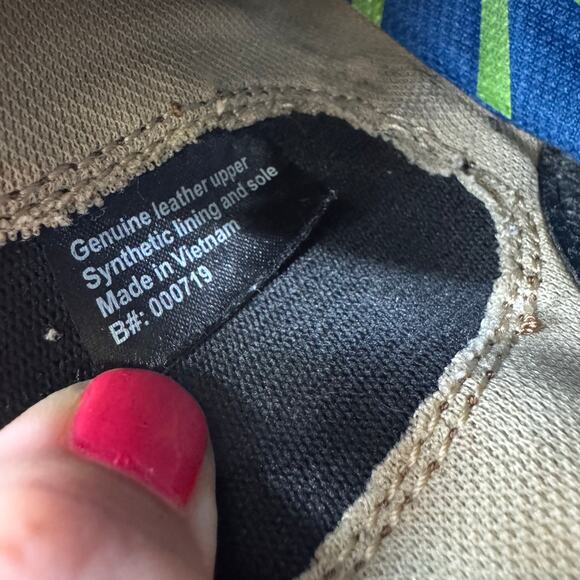 Genuine leather upper
Synthetic lining and sole
Made in Vietnam
B#: 000719